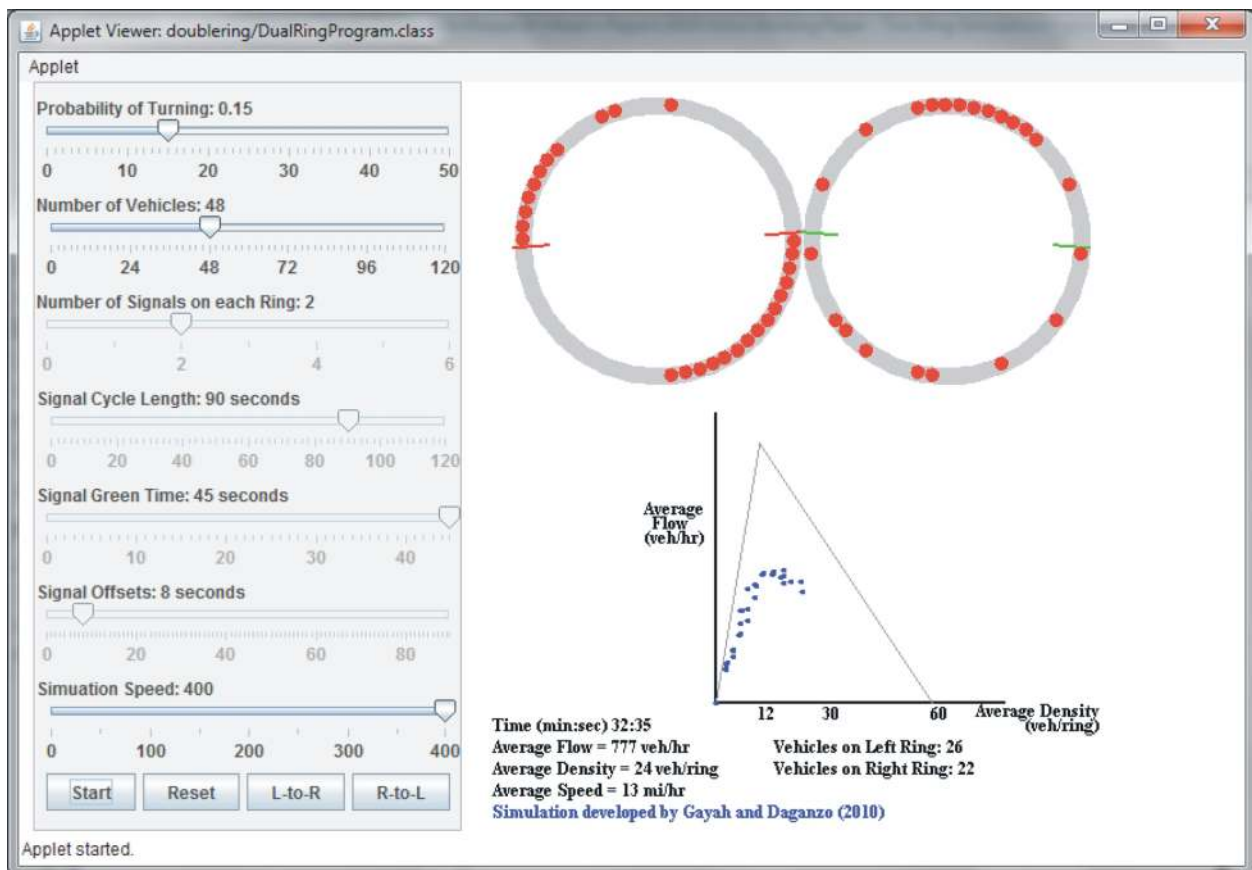 Applet Viewer: doublering/DualRingProgram.class
Applet
Probability of Turning: 0.15
0 10 20 30 40 50
Number of Vehicles: 48
0 24 48 72 96 120
Number of Signals on each Ring: 2
0 2 4 6
Signal Cycle Length: 90 seconds
0 20 40 60 80 100 120
Signal Green Time: 45 seconds
0 10 20 30 40
Signal Offsets: 8 seconds
0 20 40 60 80
Simuation Speed: 400
0 100 200 300 400
Start Reset L-to-R R-to-L
Applet started.
Average
Flow
(veh/hr)
12 30 60 Average Density
(veh/ring)
Time (min:sec) 32:35
Average Flow = 777 veh/hr Vehicles on Left Ring: 26
Average Density = 24 veh/ring Vehicles on Right Ring: 22
Average Speed = 13 mi/hr
Simulation developed by Gayah and Daganzo (2010)